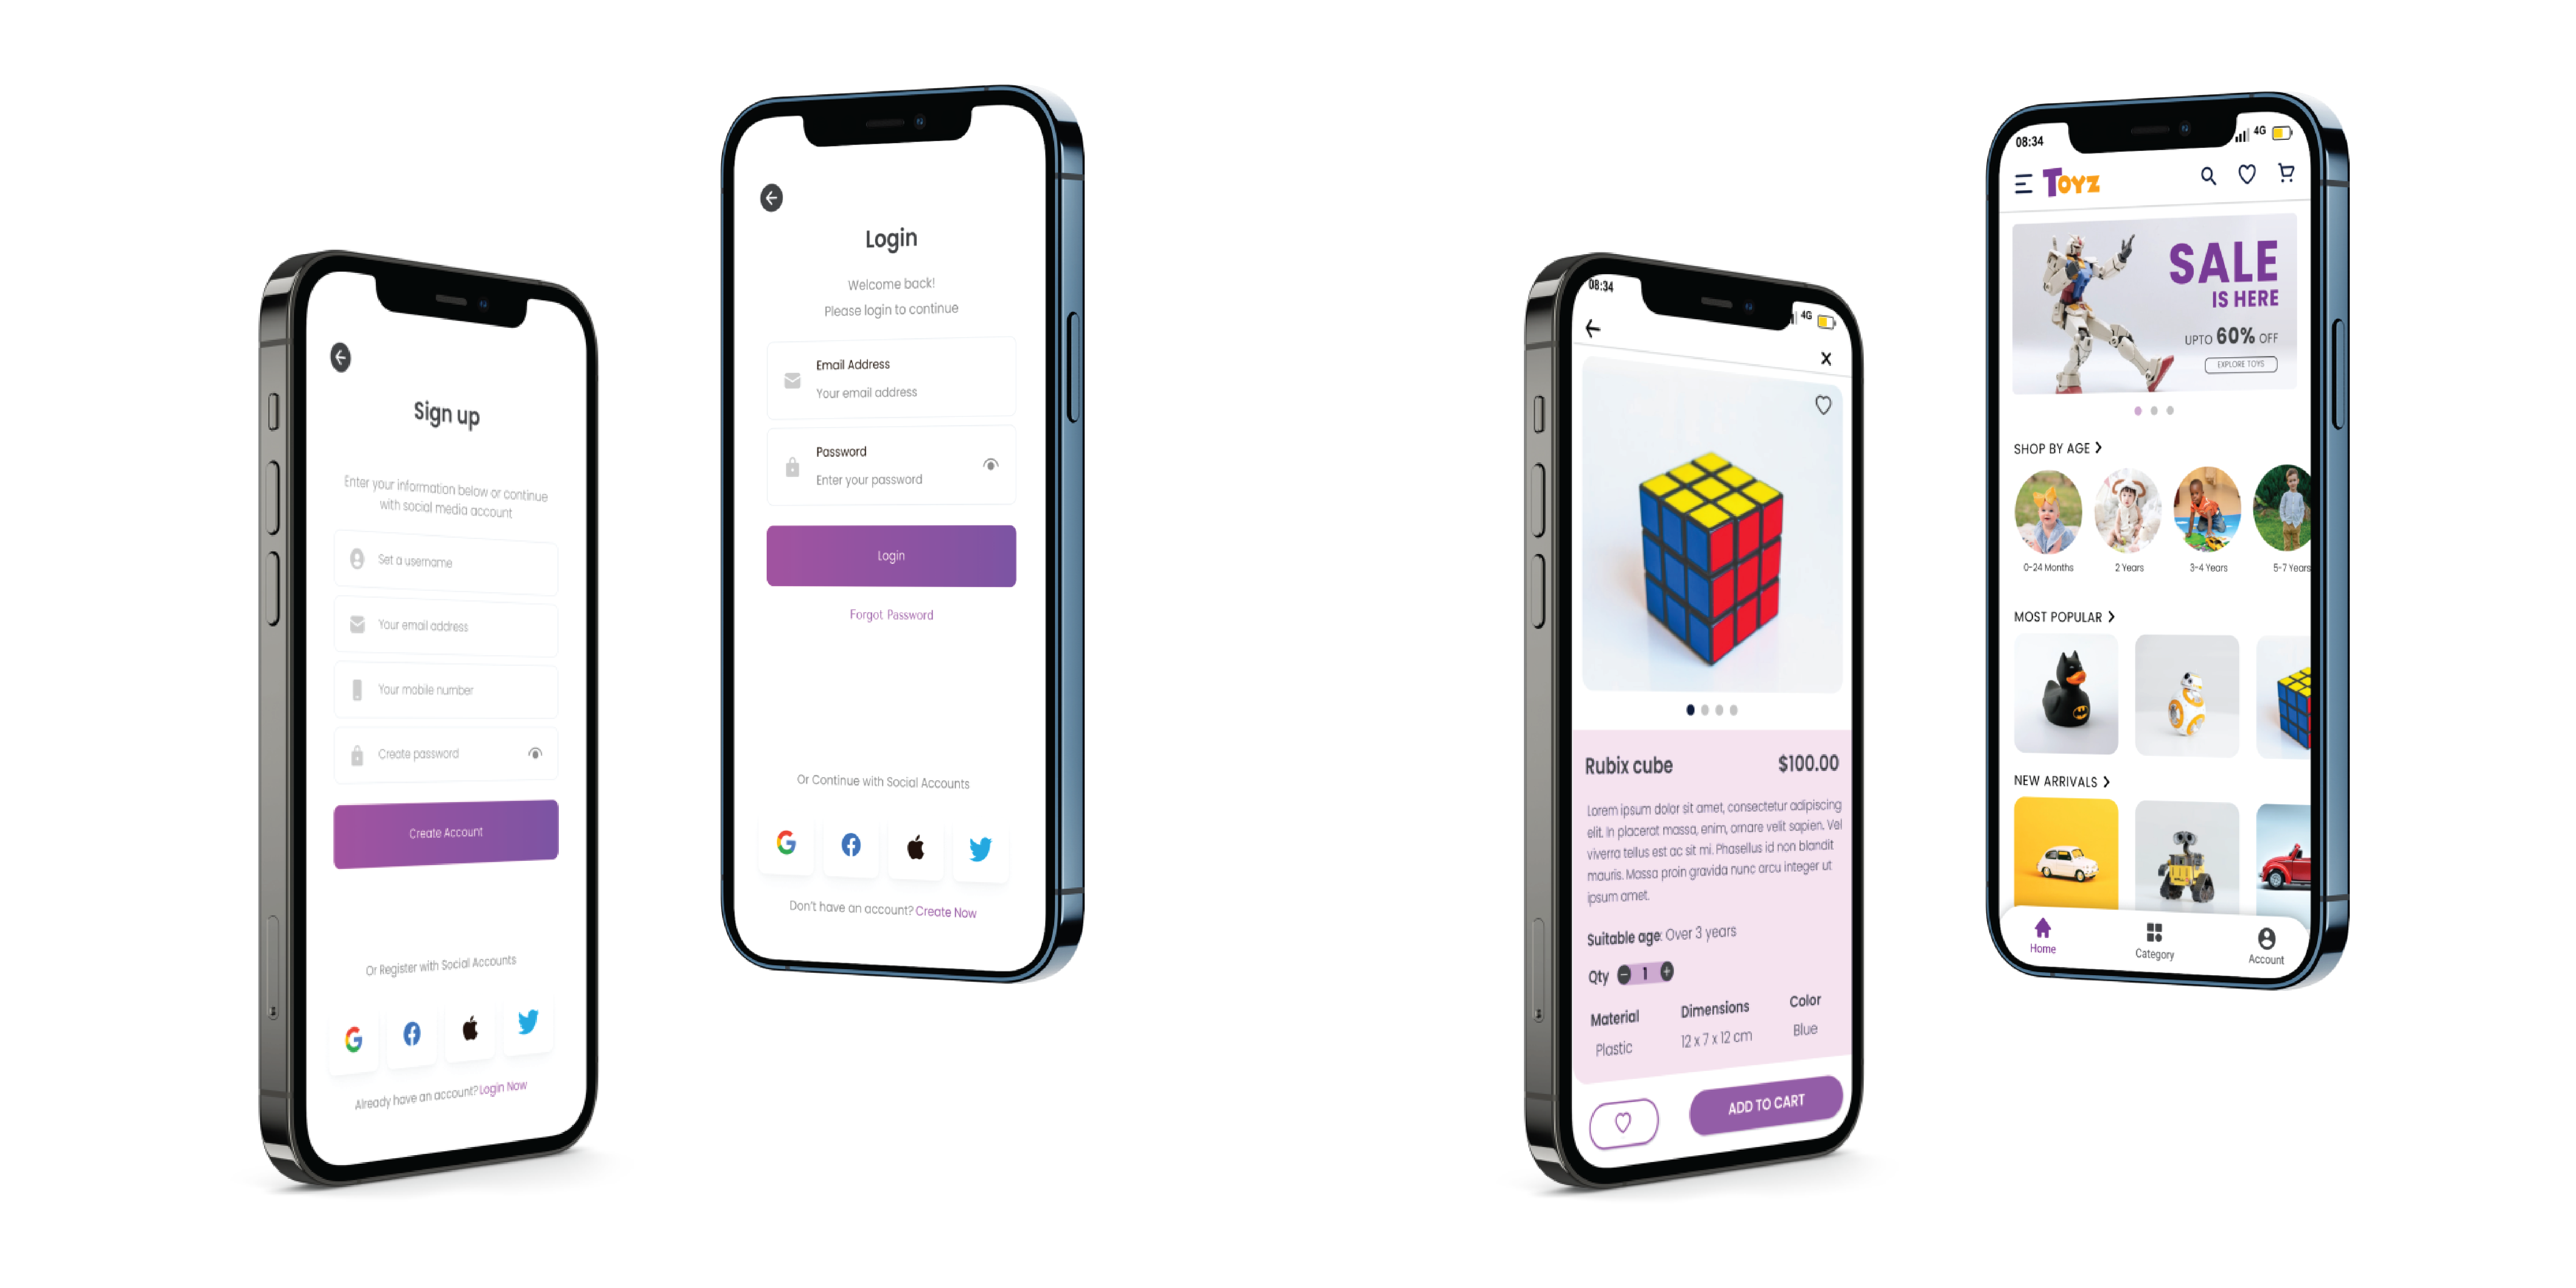 Sign up
Enter your information below or continue
with social media account
Set a username
Your email address
Your mobile number
Create password
Create Account
Or Register with Social Accounts
Already have an account? Login Now
Login
Welcome back!
Please login to continue
Email Address
Your email address
Password
Enter your password
Login
Forgot Password
Or Continue with Social Accounts
Don't have an account? Create Now
08:34
4G
Rubix cube
$100.00
Lorem ipsum dolor sit amet, consectetur adipiscing
elit. In placerat massa, enim, ornare velit sapien. Vel
viverra tellus est ac sit mi. Phasellus id non blandit
mauris. Massa proin gravida nunc arcu integer ut
ipsum amet.
Suitable age: Over 3 years
Qty 1
Material Dimensions Color
Plastic 12 x 7 x 12 cm Blue
ADD TO CART
08:34
4G
TOYZ
SALE
IS HERE
UPTO 60% OFF
EXPLORE TOYS
SHOP BY AGE
0-24 Months 2 Years 3-4 Years 5-7 Years
MOST POPULAR
NEW ARRIVALS
Home Category Account